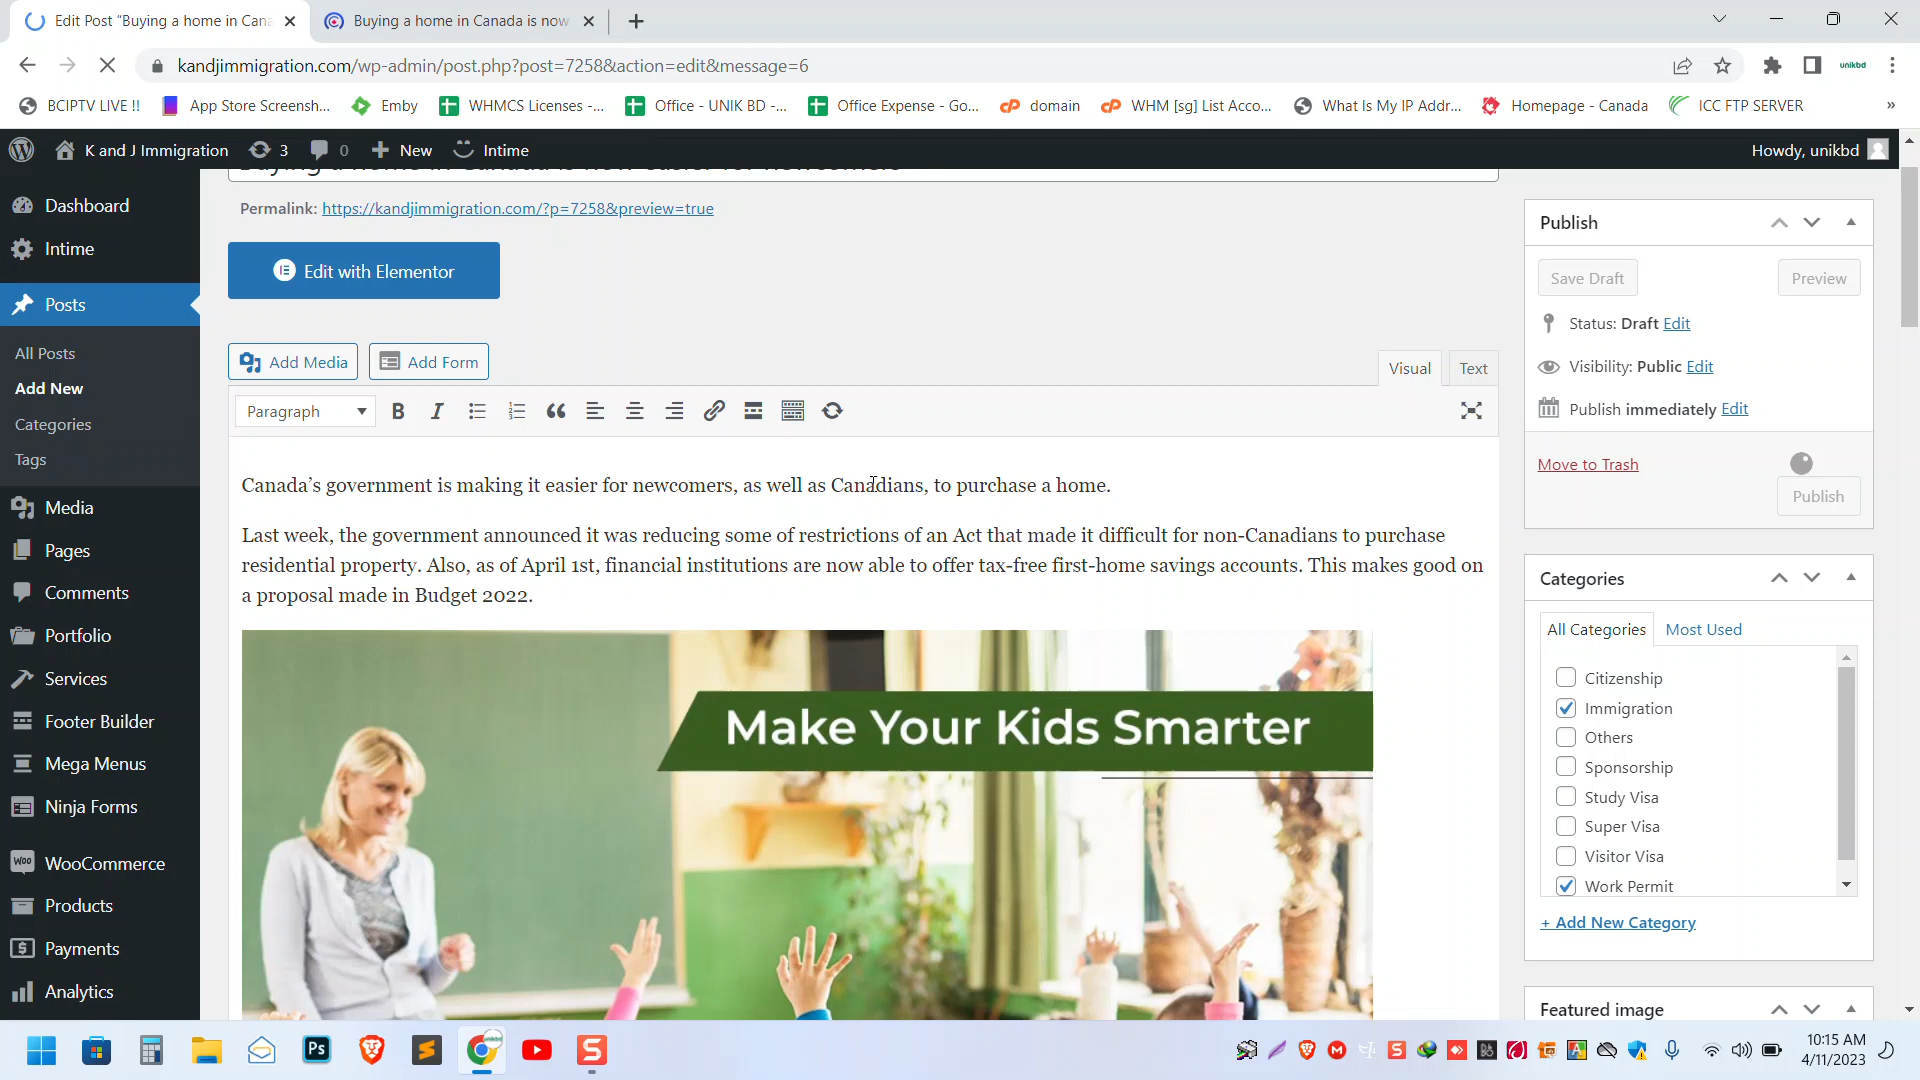 Edit Post "Buying a home in Cana
Buying a home in Canada is now
kandjimmigration.com/wp-admin/post.php?post=7258&action=edit&message=6
unikbd
BCIPTV LIVE !!
App Store Screensh...
Emby
WHMCS Licenses -...
Office - UNIK BD -...
Office Expense - Go...
domain
WHM [sg] List Acco...
What Is My IP Addr...
Homepage - Canada
ICC FTP SERVER
»
K and J Immigration
3
0
New
Intime
Howdy, unikbd
Buying a home in Canada is now easier for newcomers
Dashboard
Intime
Posts
All Posts
Add New
Categories
Tags
Media
Pages
Comments
Portfolio
Services
Footer Builder
Mega Menus
Ninja Forms
WooCommerce
Products
Payments
Analytics
Permalink: https://kandjimmigration.com/?p=7258&preview=true
Edit with Elementor
Add Media
Add Form
Visual
Text
Paragraph
B
I
Canada's government is making it easier for newcomers, as well as Canadians, to purchase a home.
Last week, the government announced it was reducing some of restrictions of an Act that made it difficult for non-Canadians to purchase
residential property. Also, as of April 1st, financial institutions are now able to offer tax-free first-home savings accounts. This makes good on
a proposal made in Budget 2022.
Make Your Kids Smarter
Publish
Save Draft
Preview
Status: Draft Edit
Visibility: Public Edit
Publish immediately Edit
Move to Trash
Publish
Categories
All Categories
Most Used
Citizenship
Immigration
Others
Sponsorship
Study Visa
Super Visa
Visitor Visa
Work Permit
+ Add New Category
Featured image
Ps
S
10:15 AM
4/11/2023